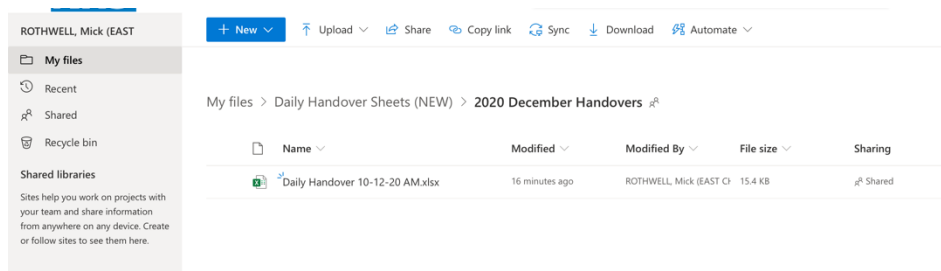 ROTHWELL, Mick (EAST
+ New
Upload
Share
Copy link
Sync
Download
Automate
My files
Recent
Shared
Recycle bin
Shared libraries
Sites help you work on projects with
your team and share information
from anywhere on any device. Create
or follow sites to see them here.
My files > Daily Handover Sheets (NEW) > 2020 December Handovers
Name Modified Modified By File size Sharing
Daily Handover 10-12-20 AM.xlsx 16 minutes ago ROTHWELL, Mick (EAST CH 15.4 KB Shared